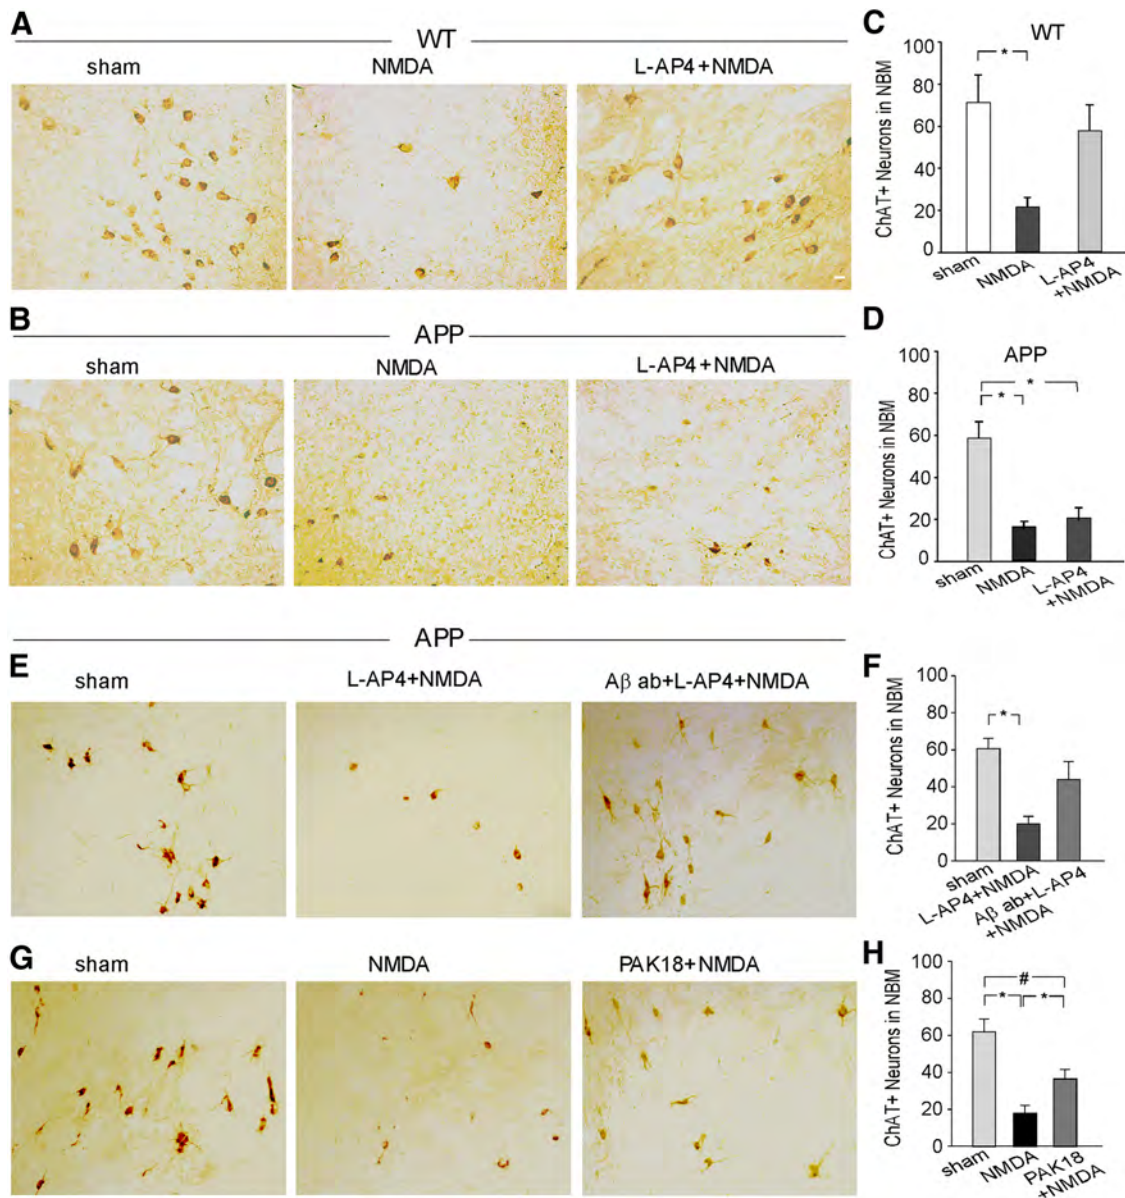 A
WT
sham
NMDA
L-AP4+NMDA
C
WT
100
80
60
40
20
0
ChAT+ Neurons in NBM
*
sham
NMDA
L-AP4
+NMDA
B
APP
sham
NMDA
L-AP4+NMDA
D
APP
100
80
60
40
20
0
ChAT+ Neurons in NBM
*
*
sham
NMDA
L-AP4
+NMDA
APP
E
sham
L-AP4+NMDA
Aβ ab+L-AP4+NMDA
F
100
80
60
40
20
0
ChAT+ Neurons in NBM
*
sham
L-AP4+NMDA
Aβ ab+L-AP4
+NMDA
G
sham
NMDA
PAK18+NMDA
H
100
80
60
40
20
0
ChAT+ Neurons in NBM
#
*
*
sham
NMDA
PAK18
+NMDA